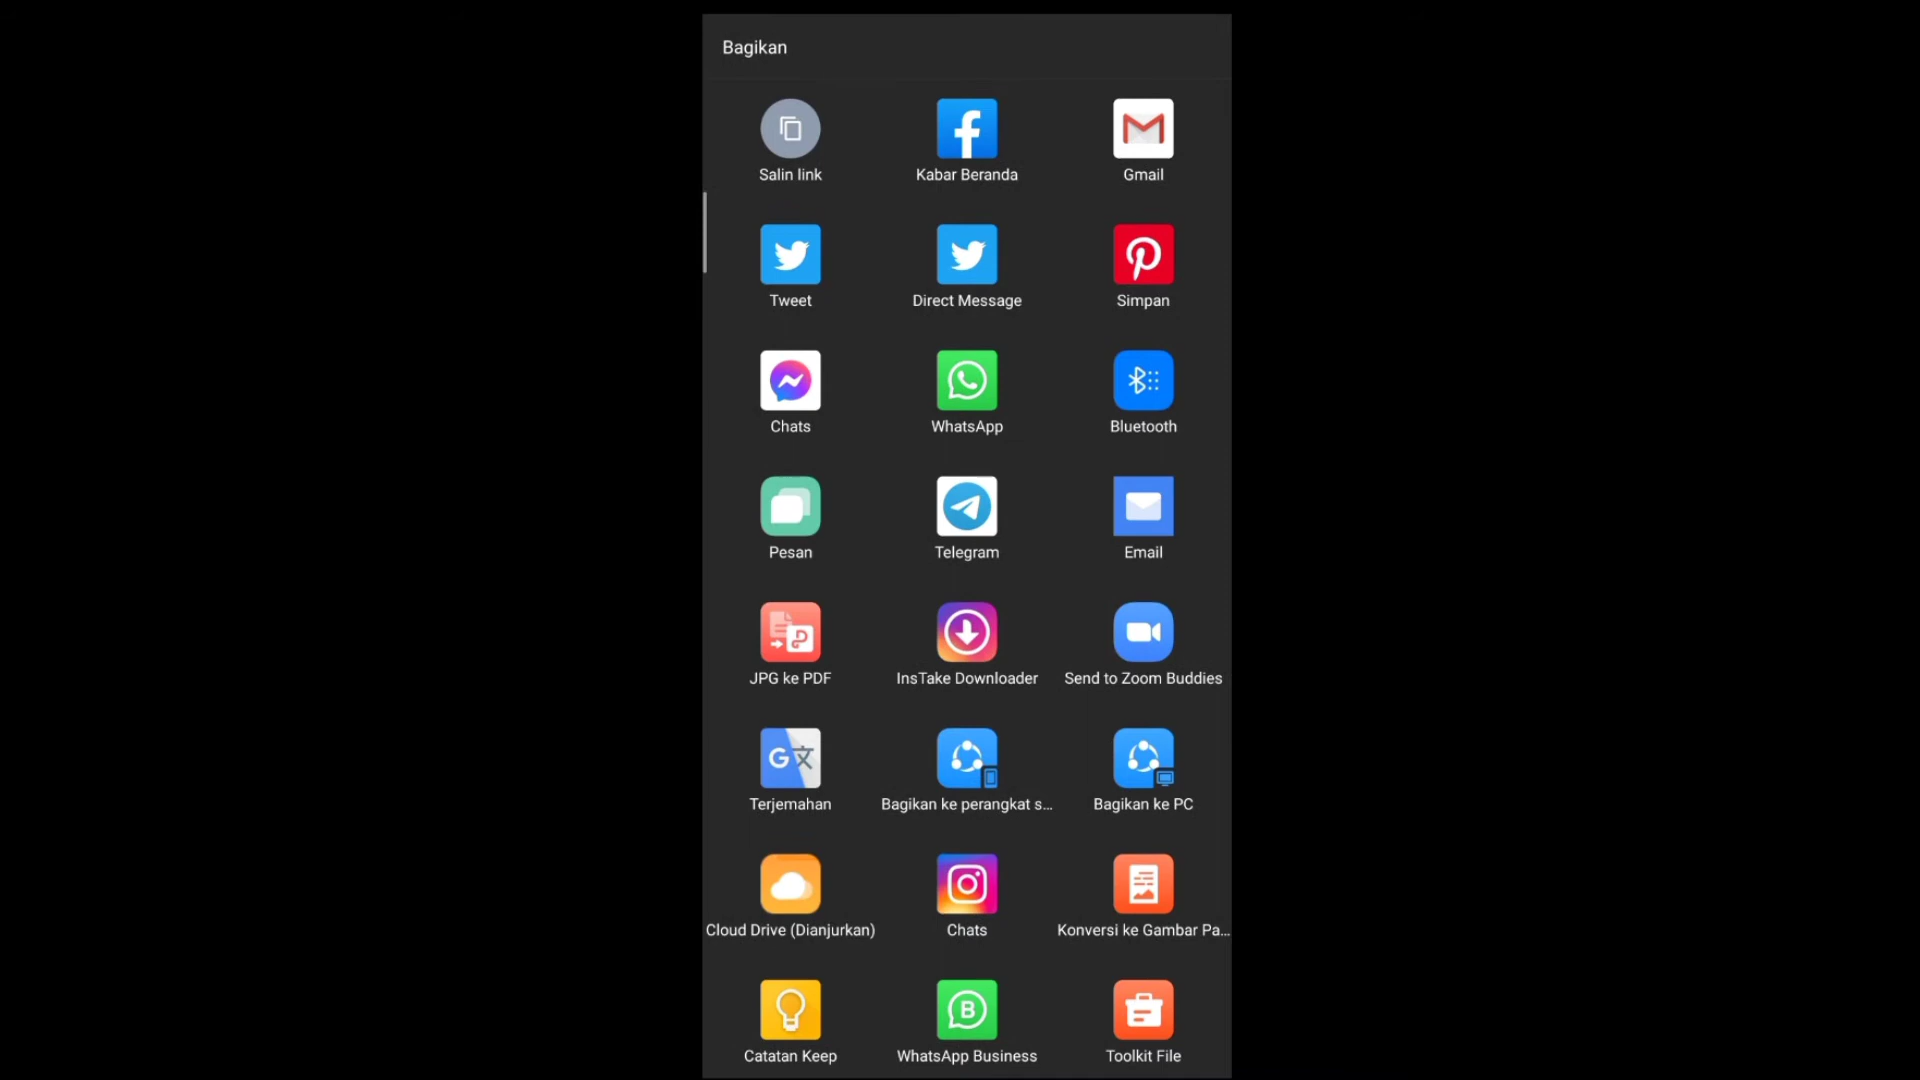 Bagikan
Salin link
Kabar Beranda
Gmail
Tweet
Direct Message
Simpan
Chats
WhatsApp
Bluetooth
Pesan
Telegram
Email
JPG ke PDF
InsTake Downloader
Send to Zoom Buddies
Terjemahan
Bagikan ke perangkat s...
Bagikan ke PC
Cloud Drive (Dianjurkan)
Chats
Konversi ke Gambar Pa...
Catatan Keep
WhatsApp Business
Toolkit File